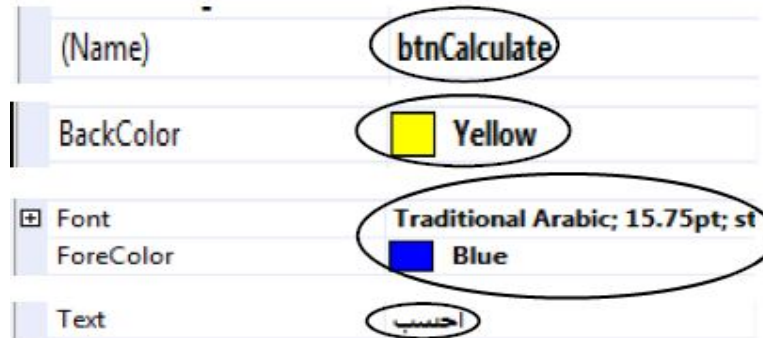 (Name) btnCalculate
BackColor Yellow
Font Traditional Arabic; 15.75pt; st
ForeColor Blue
Text احسب